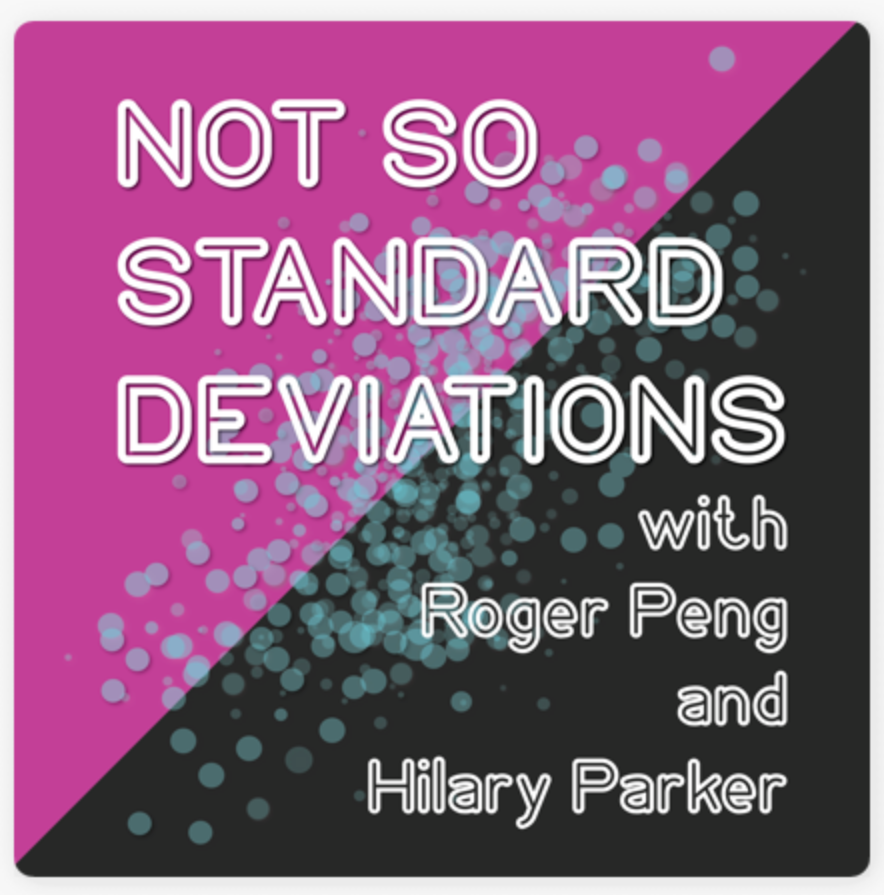 NOT SO
STANDARD
DEVIATIONS
with
Roger Peng
and
Hilary Parker